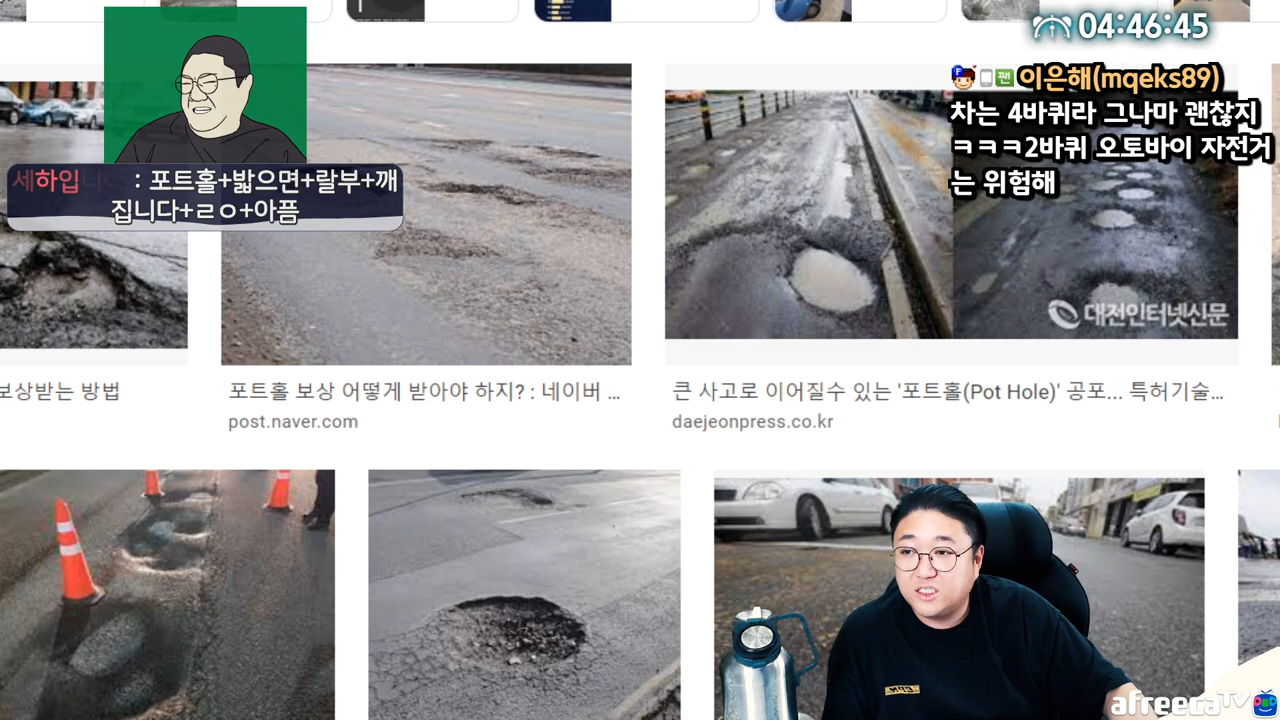 04:46:45
팬 이은해(mqeks89)
차는 4바퀴라 그나마 괜찮지
ㅋㅋㅋ2바퀴 오토바이 자전거
는 위험해
세하입니다 : 포트홀+밟으면+랄부+깨
집니다+ㄹㅇ+아픔
대전인터넷신문
보상받는 방법
포트홀 보상 어떻게 받아야 하지? : 네이버 ...
post.naver.com
큰 사고로 이어질수 있는 '포트홀(Pot Hole)' 공포... 특허기술...
daejeonpress.co.kr
afreecaTV